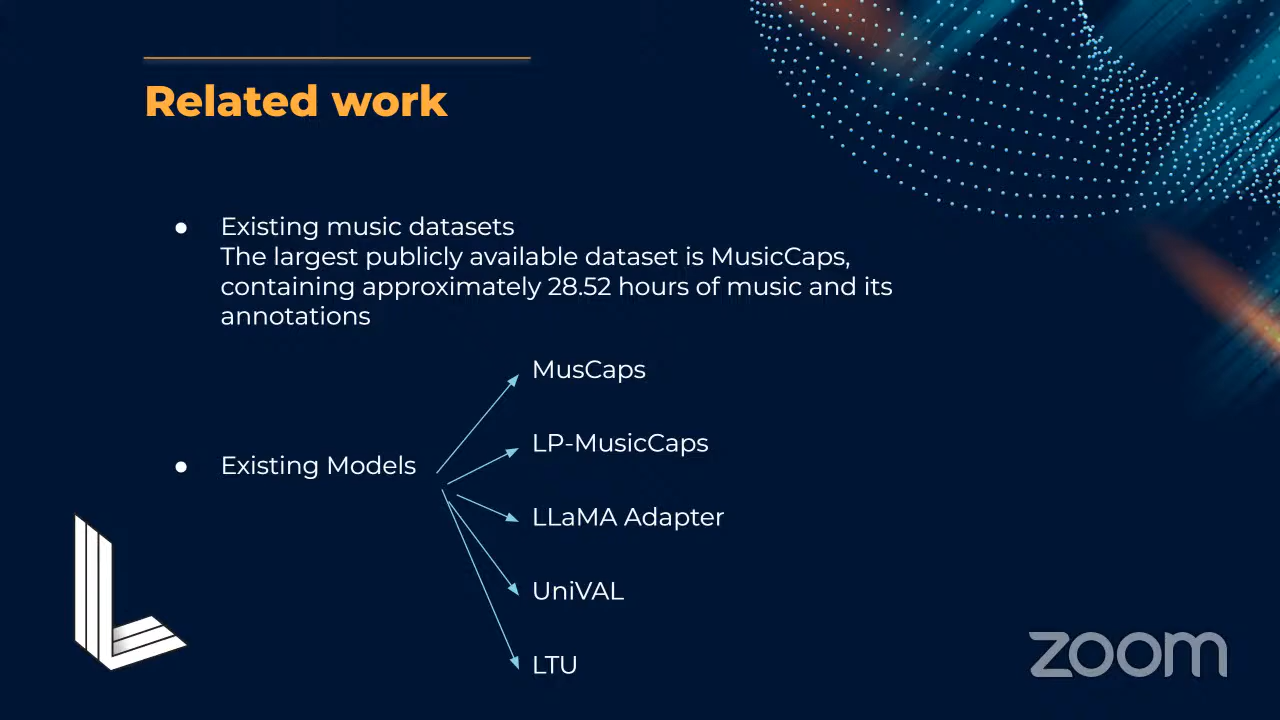 Related work
● Existing music datasets
The largest publicly available dataset is MusicCaps,
containing approximately 28.52 hours of music and its
annotations
● Existing Models
MusCaps
LP-MusicCaps
LLaMA Adapter
UniVAL
LTU
zoom